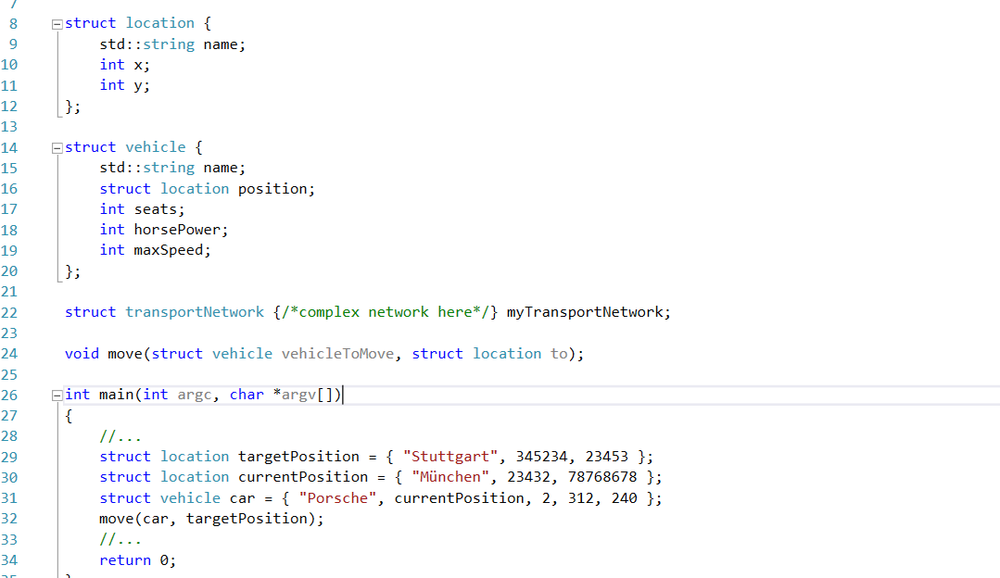 7
8 struct location {
9 std::string name;
10 int x;
11 int y;
12 };
13
14 struct vehicle {
15 std::string name;
16 struct location position;
17 int seats;
18 int horsePower;
19 int maxSpeed;
20 };
21
22 struct transportNetwork {/*complex network here*/} myTransportNetwork;
23
24 void move(struct vehicle vehicleToMove, struct location to);
25
26 int main(int argc, char *argv[])
27 {
28 //...
29 struct location targetPosition = { "Stuttgart", 345234, 23453 };
30 struct location currentPosition = { "München", 23432, 78768678 };
31 struct vehicle car = { "Porsche", currentPosition, 2, 312, 240 };
32 move(car, targetPosition);
33 //...
34 return 0;
35 }